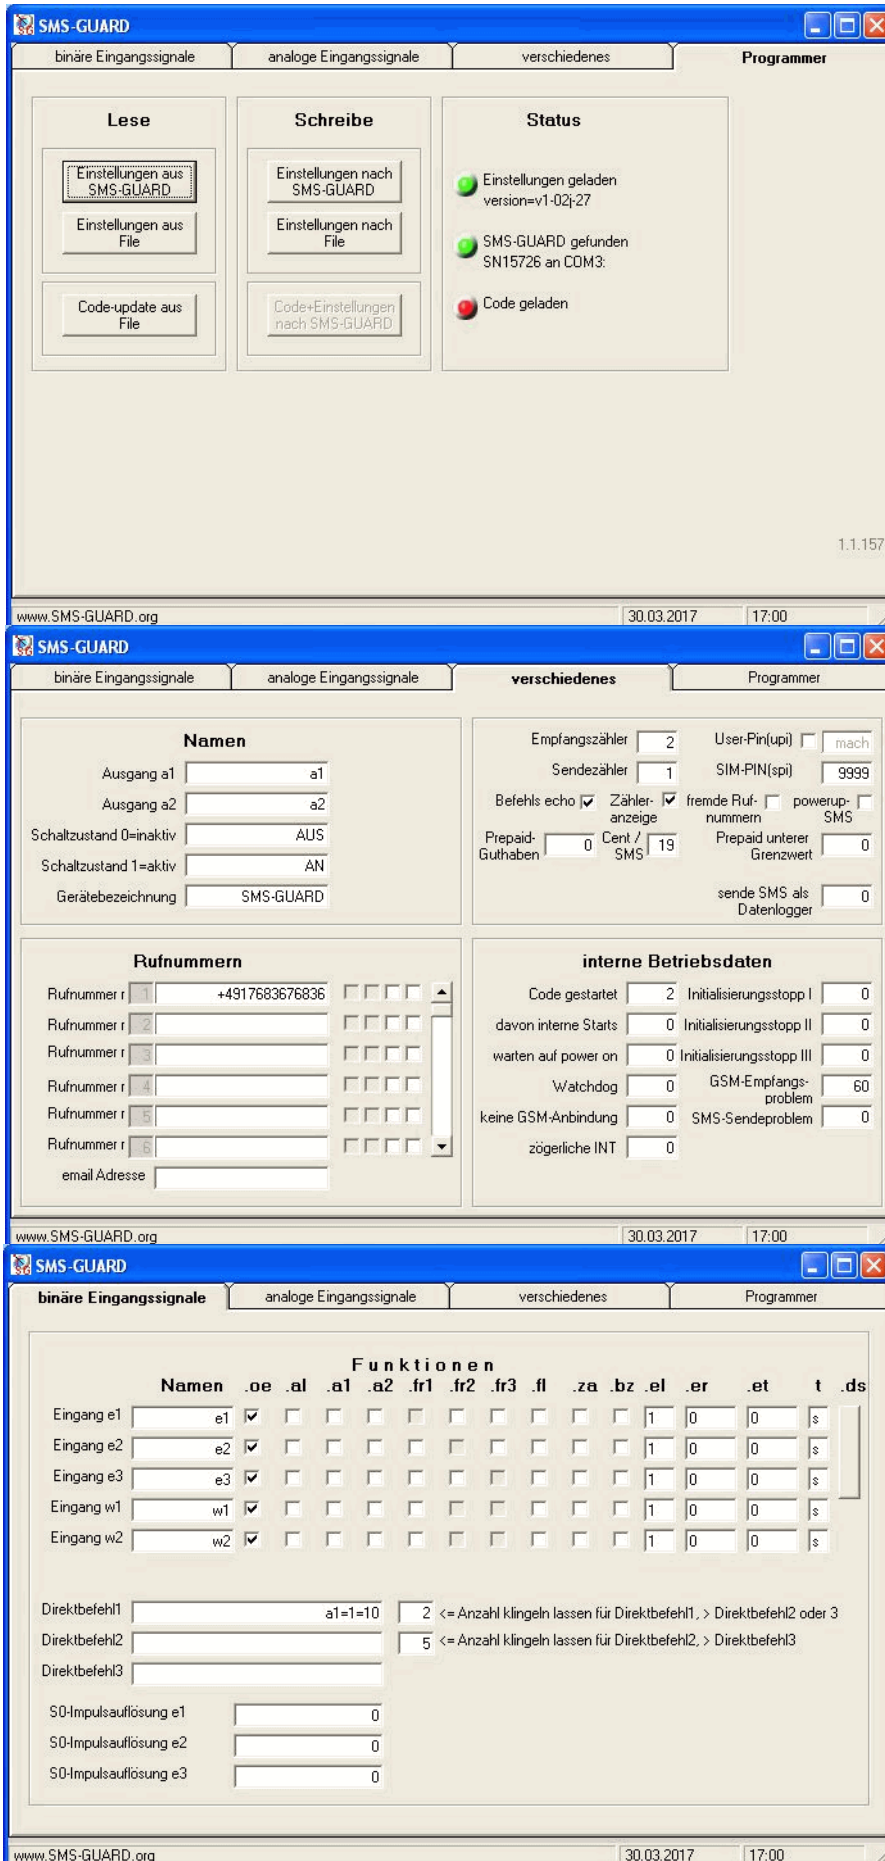 SMS-GUARD
binäre Eingangssignale analoge Eingangssignale verschiedenes Programmer
Lese Schreibe Status
Einstellungen aus
SMS-GUARD
Einstellungen nach
SMS-GUARD
Einstellungen geladen
version=v1-02j-27
Einstellungen aus
File
Einstellungen nach
File
SMS-GUARD gefunden
SN15726 an COM3:
Code-update aus
File
Code+Einstellungen
nach SMS-GUARD
Code geladen
1.1.157
www.SMS-GUARD.org 30.03.2017 17:00
SMS-GUARD
binäre Eingangssignale analoge Eingangssignale verschiedenes Programmer
Namen
Ausgang a1 a1
Ausgang a2 a2
Schaltzustand 0=inaktiv AUS
Schaltzustand 1=aktiv AN
Gerätebezeichnung SMS-GUARD
Empfangszähler 2 User-Pin(upi) mach
Sendezähler 1 SIM-PIN(spi) 9999
Befehls echo Zähler-
anzeige fremde Ruf-
nummern powerup-
SMS
Prepaid-
Guthaben 0 Cent /
SMS 19 Prepaid unterer
Grenzwert 0
sende SMS als
Datenlogger 0
Rufnummern
Rufnummer r 1 +4917683676836
Rufnummer r 2
Rufnummer r 3
Rufnummer r 4
Rufnummer r 5
Rufnummer r 6
email Adresse
interne Betriebsdaten
Code gestartet 2 Initialisierungsstopp I 0
davon interne Starts 0 Initialisierungsstopp II 0
warten auf power on 0 Initialisierungsstopp III 0
Watchdog 0 GSM-Empfangs-
problem 60
keine GSM-Anbindung 0 SMS-Sendeproblem 0
zögerliche INT 0
www.SMS-GUARD.org 30.03.2017 17:00
SMS-GUARD
binäre Eingangssignale analoge Eingangssignale verschiedenes Programmer
Funktionen
Namen .oe .al .a1 .a2 .fr1 .fr2 .fr3 .fl .za .bz .el .er .et t .ds
Eingang e1 e1 1 0 0 s
Eingang e2 e2 1 0 0 s
Eingang e3 e3 1 0 0 s
Eingang w1 w1 1 0 0 s
Eingang w2 w2 1 0 0 s
Direktbefehl1 a1=1=10 2 <= Anzahl klingeln lassen für Direktbefehl1, > Direktbefehl2 oder 3
Direktbefehl2 5 <= Anzahl klingeln lassen für Direktbefehl2, > Direktbefehl3
Direktbefehl3
S0-Impulsauflösung e1 0
S0-Impulsauflösung e2 0
S0-Impulsauflösung e3 0
www.SMS-GUARD.org 30.03.2017 17:00